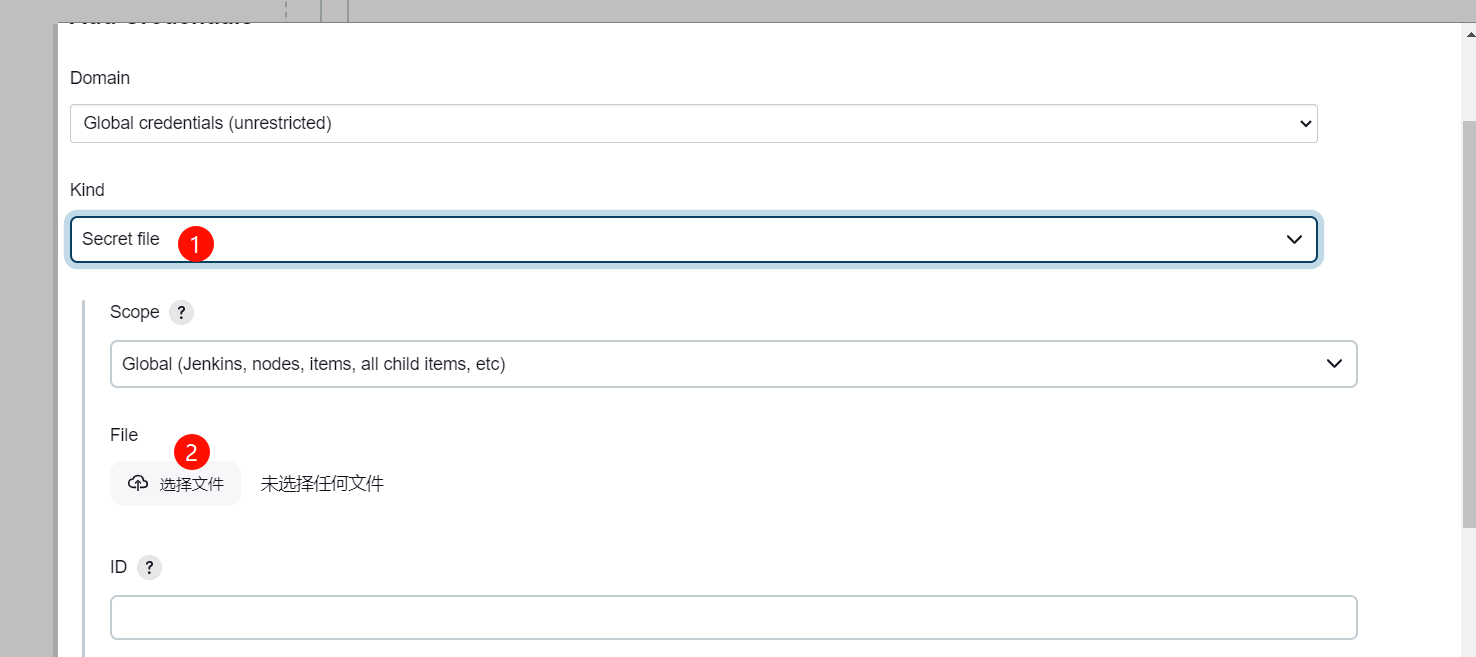 Domain
Global credentials (unrestricted)
Kind
Secret file 1
Scope ?
Global (Jenkins, nodes, items, all child items, etc)
File
2
选择文件 未选择任何文件
ID ?